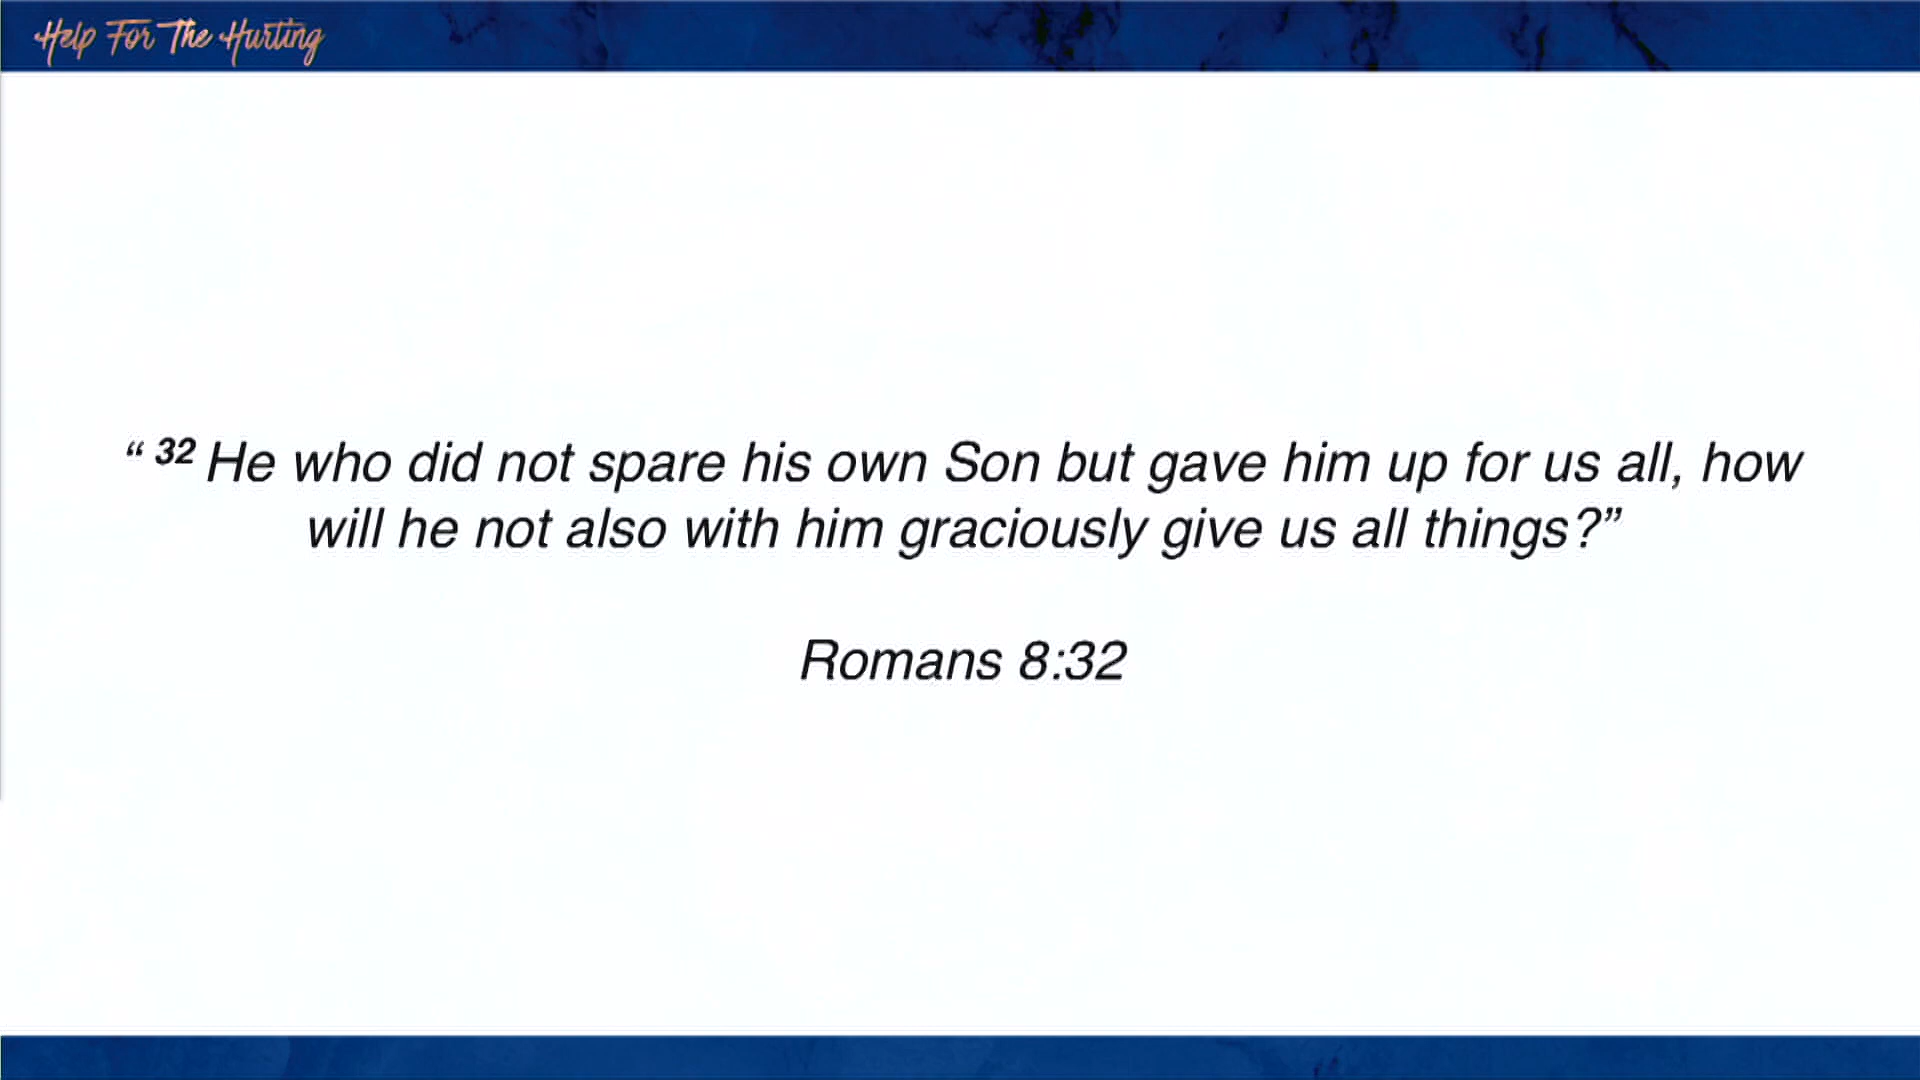 Help For The Hurting
“ 32 He who did not spare his own Son but gave him up for us all, how
will he not also with him graciously give us all things?”
Romans 8:32